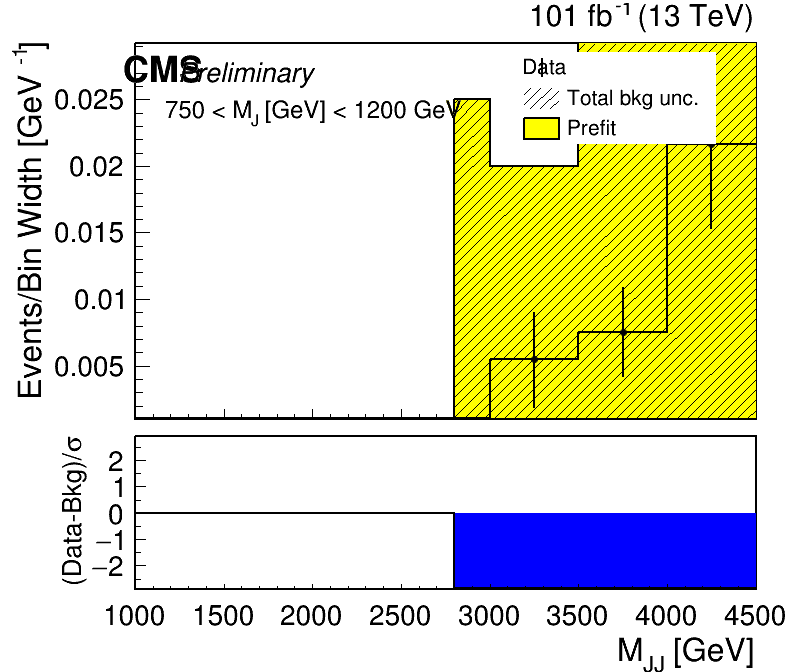 101 fb⁻¹ (13 TeV)
CMS Preliminary
750 < M_J [GeV] < 1200 GeV
Data
Total bkg unc.
Prefit
Events/Bin Width [GeV⁻¹]
0.025
0.02
0.015
0.01
0.005
(Data-Bkg)/σ
2
1
0
−1
−2
1000 1500 2000 2500 3000 3500 4000 4500
M_JJ [GeV]